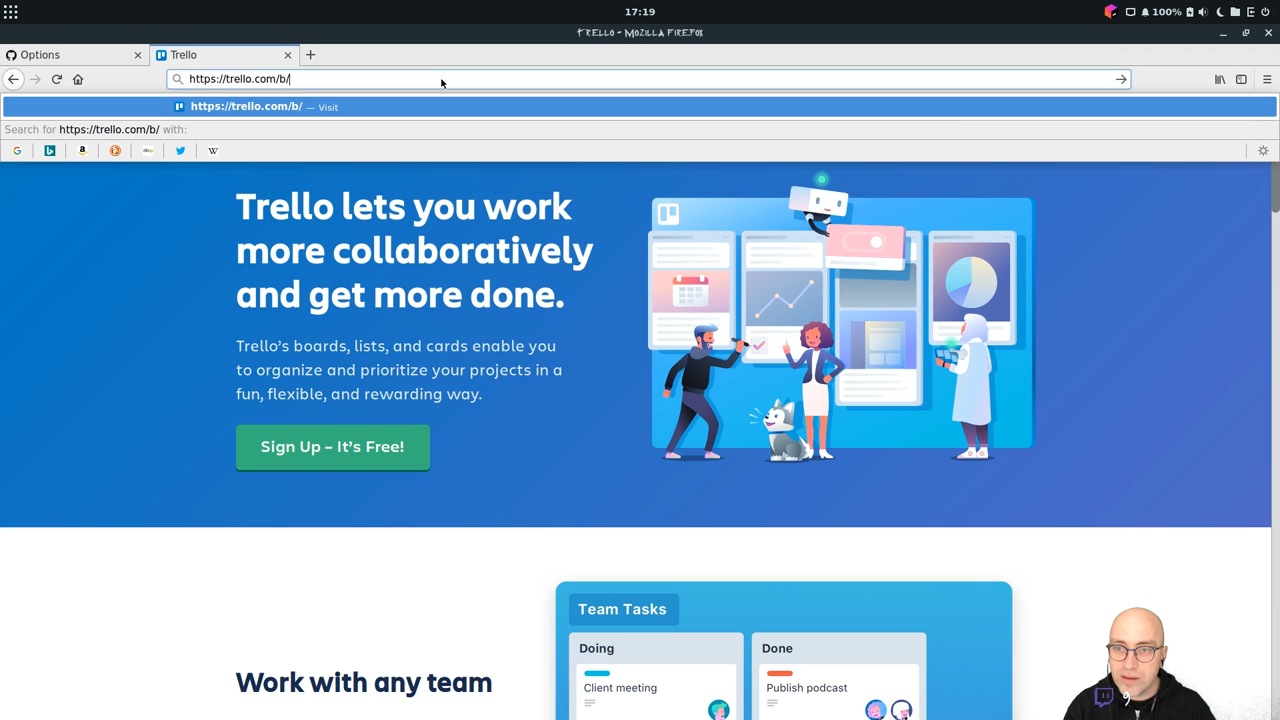 17:19
100%
Trello - Mozilla Firefox
Options
Trello
https://trello.com/b/
https://trello.com/b/ — Visit
Search for https://trello.com/b/ with:
Trello lets you work
more collaboratively
and get more done.
Trello’s boards, lists, and cards enable you
to organize and prioritize your projects in a
fun, flexible, and rewarding way.
Sign Up – It’s Free!
Work with any team
Team Tasks
Doing
Client meeting
Done
Publish podcast